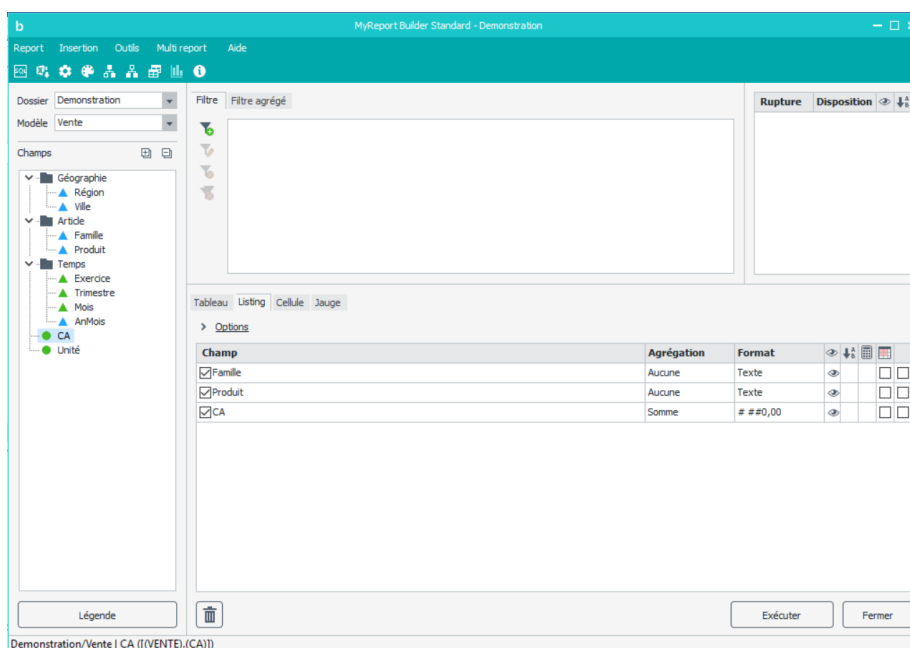 b MyReport Builder Standard - Demonstration
Report Insertion Outils Multi report Aide
SQL
Dossier Demonstration
Modèle Vente
Champs
Géographie
Région
Ville
Article
Famille
Produit
Temps
Exercice
Trimestre
Mois
AnMois
CA
Unité
Légende
Filtre Filtre agrégé
Rupture Disposition
Tableau Listing Cellule Jauge
Options
Champ Agrégation Format
Famille Aucune Texte
Produit Aucune Texte
CA Somme # ##0,00
Exécuter Fermer
Demonstration/Vente | CA ([(VENTE).(CA)])